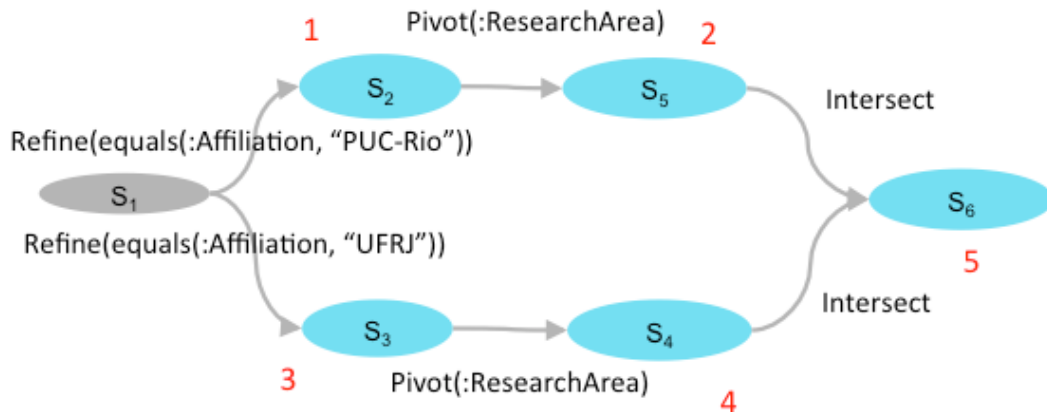 Pivot(:ResearchArea)
1
2
S₂
S₅
Intersect
Refine(equals(:Affiliation, “PUC-Rio”))
S₁
S₆
Refine(equals(:Affiliation, “UFRJ”))
5
Intersect
S₃
S₄
3
Pivot(:ResearchArea)
4